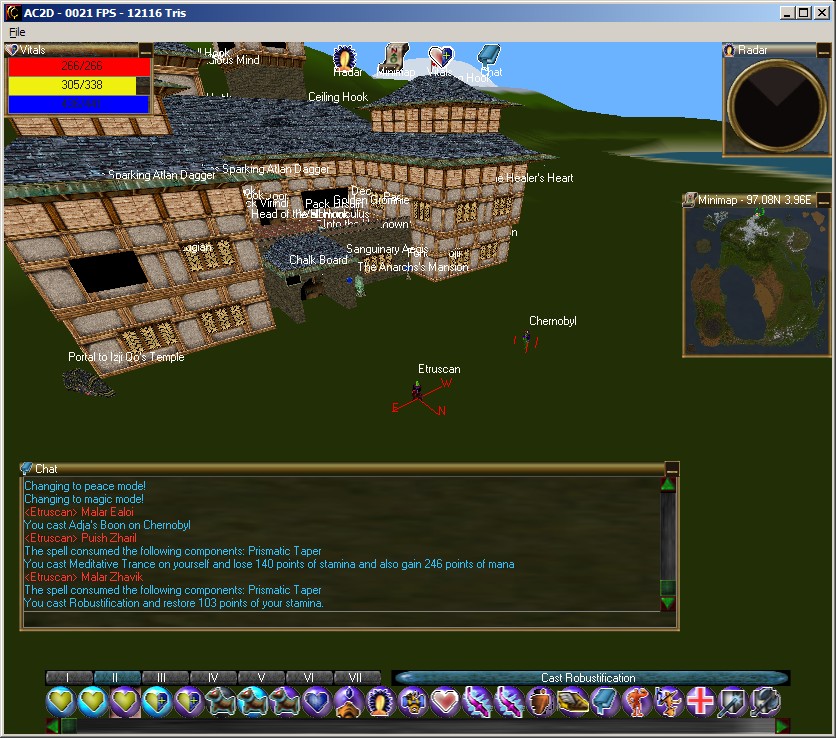 AC2D - 0021 FPS - 12116 Tris
File
Vitals
266/266
305/338
Radar
Minimap
Chat
Radar
Ceiling Hook
Sparking Atlan Dagger
Sparking Atlan Dagger
Healer's Heart
Minimap - 97.08N 3.96E
Sanguinary Aegis
Chalk Board
The Anarchs's Mansion
Chernobyl
Portal to Izji Qo's Temple
Etruscan
W
E
N
Chat
Changing to peace mode!
Changing to magic mode!
<Etruscan> Malar Ealoi
You cast Adja's Boon on Chernobyl
<Etruscan> Puish Zharil
The spell consumed the following components: Prismatic Taper
You cast Meditative Trance on yourself and lose 140 points of stamina and also gain 246 points of mana
<Etruscan> Malar Zhavik
The spell consumed the following components: Prismatic Taper
You cast Robustification and restore 103 points of your stamina.
I II III IV V VI VII
Cast Robustification